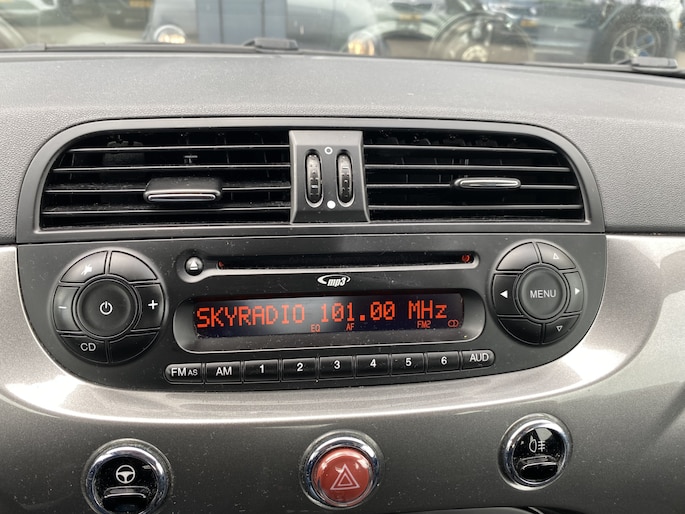 mp3
SKYRADIO 101.00 MHz
EQ AF FM2 CD
CD
MENU
FM AS AM 1 2 3 4 5 6 AUD